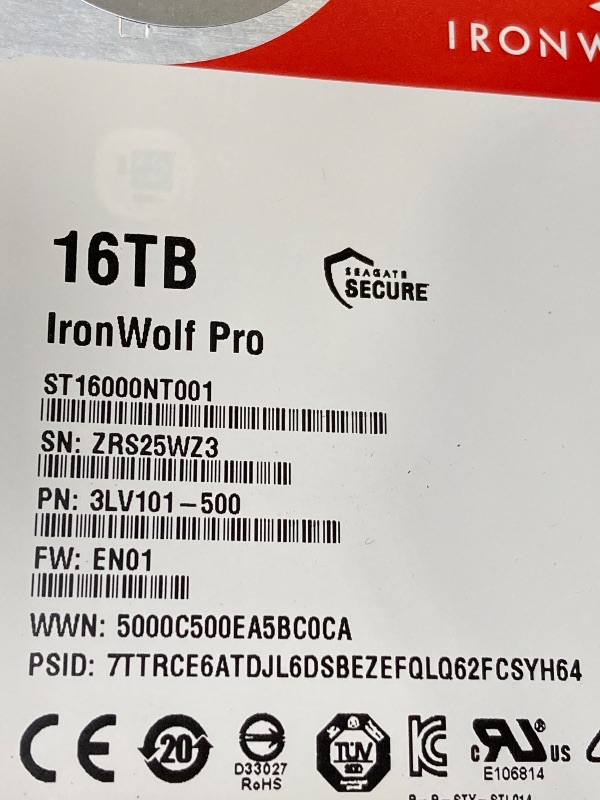 IRONW
16TB
SEAGATE
SECURE
IronWolf Pro
ST16000NT001
SN: ZRS25WZ3
PN: 3LV101-500
FW: EN01
WWN: 5000C500EA5BC0CA
PSID: 7TTRCE6ATDJL6DSBEZEFQLQ62FCSYH64
CE
20
D33027
RoHS
TÜV
c US
E106814